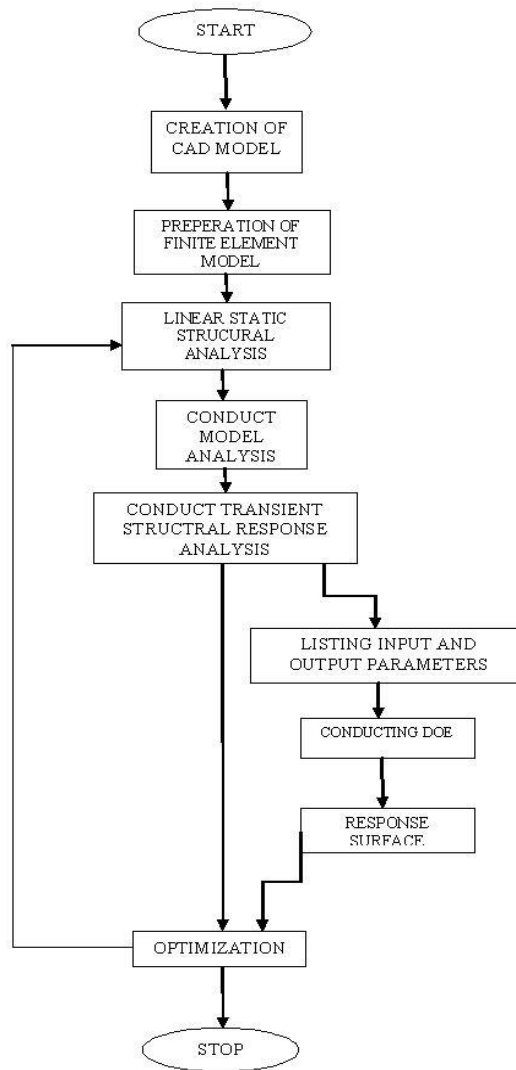 START
CREATION OF
CAD MODEL
PREPERATION OF
FINITE ELEMENT
MODEL
LINEAR STATIC
STRUCURAL
ANALYSIS
CONDUCT
MODEL
ANALYSIS
CONDUCT TRANSIENT
STRUCTRAL RESPONSE
ANALYSIS
LISTING INPUT AND
OUTPUT PARAMETERS
CONDUCTING DOE
RESPONSE
SURFACE
OPTIMIZATION
STOP